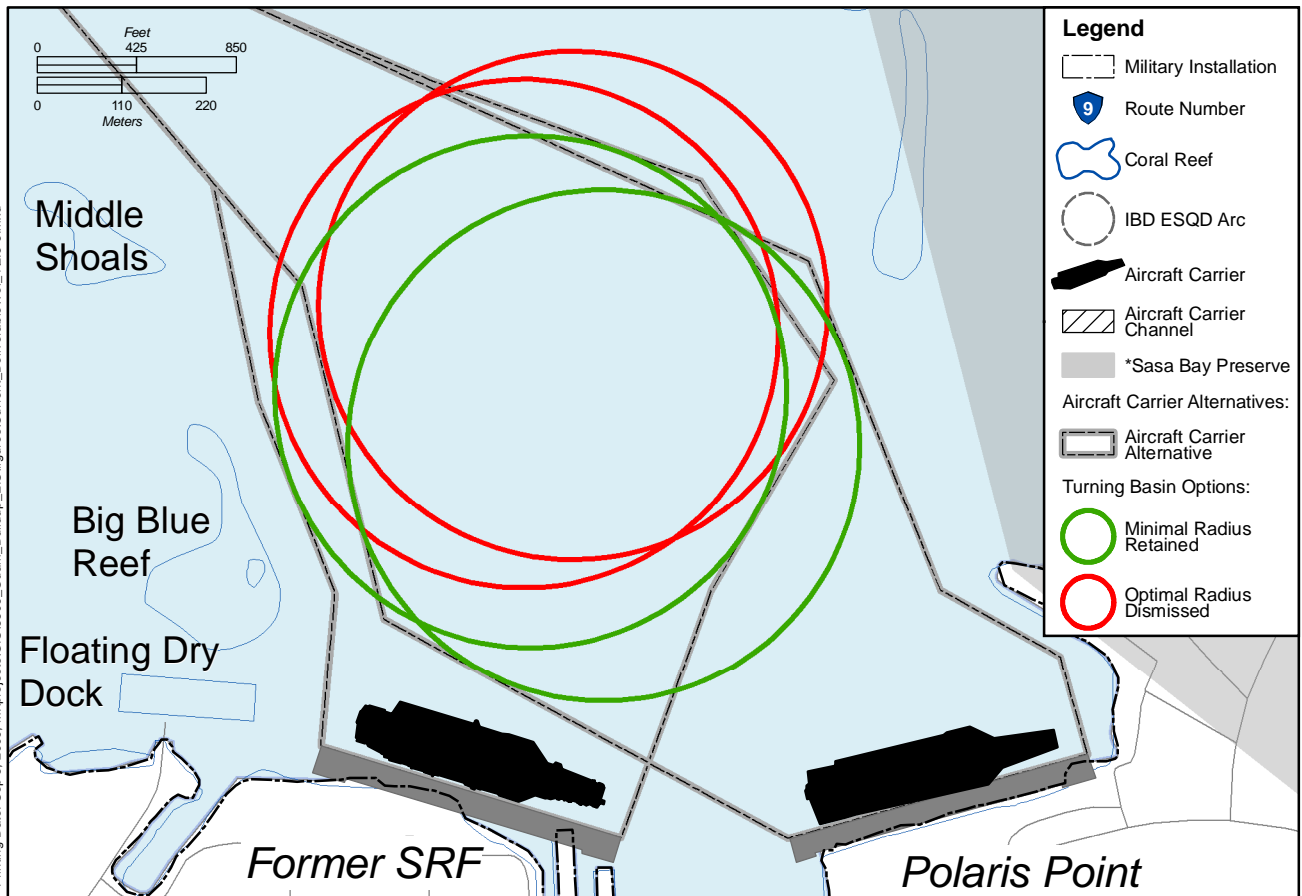 Feet
0 425 850
0 110 220
Meters
Middle
Shoals
Big Blue
Reef
Floating Dry
Dock
Former SRF
Polaris Point
Legend
Military Installation
9
Route Number
Coral Reef
IBD ESQD Arc
Aircraft Carrier
Aircraft Carrier
Channel
*Sasa Bay Preserve
Aircraft Carrier Alternatives:
Aircraft Carrier
Alternative
Turning Basin Options:
Minimal Radius
Retained
Optimal Radius
Dismissed